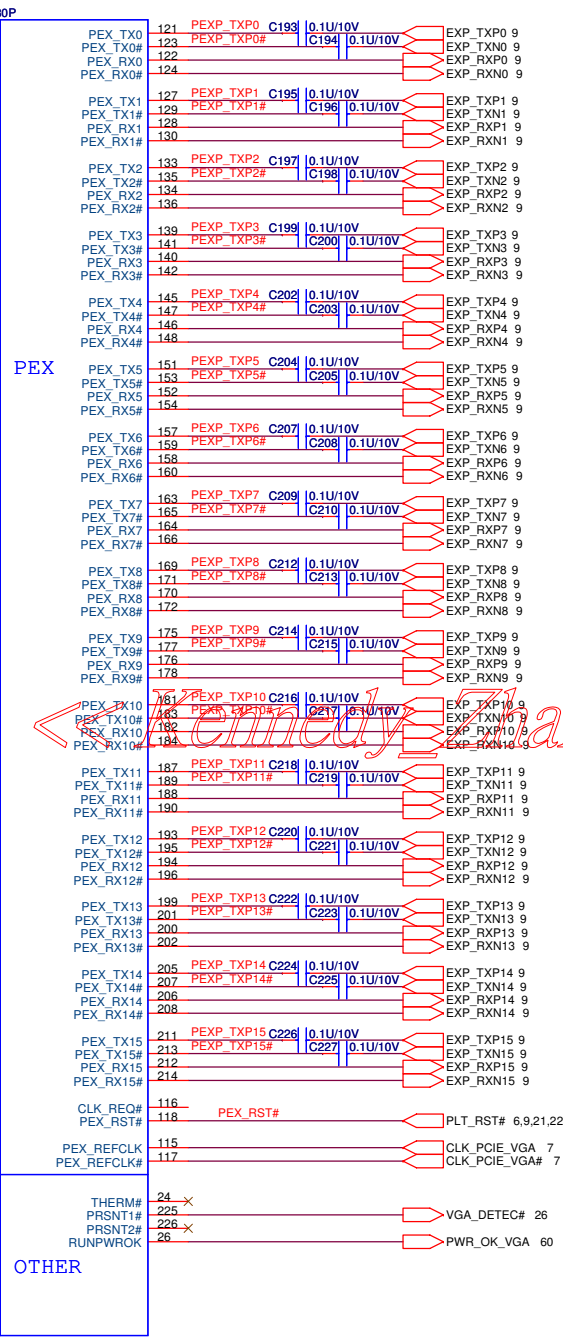 30P
PEX_TX0 121 PEXP_TXP0 C193 0.1U/10V EXP_TXP0 9
PEX_TX0# 123 PEXP_TXP0# C194 0.1U/10V EXP_TXN0 9
PEX_RX0 122 EXP_RXP0 9
PEX_RX0# 124 EXP_RXN0 9
PEX_TX1 127 PEXP_TXP1 C195 0.1U/10V EXP_TXP1 9
PEX_TX1# 129 PEXP_TXP1# C196 0.1U/10V EXP_TXN1 9
PEX_RX1 128 EXP_RXP1 9
PEX_RX1# 130 EXP_RXN1 9
PEX_TX2 133 PEXP_TXP2 C197 0.1U/10V EXP_TXP2 9
PEX_TX2# 135 PEXP_TXP2# C198 0.1U/10V EXP_TXN2 9
PEX_RX2 134 EXP_RXP2 9
PEX_RX2# 136 EXP_RXN2 9
PEX_TX3 139 PEXP_TXP3 C199 0.1U/10V EXP_TXP3 9
PEX_TX3# 141 PEXP_TXP3# C200 0.1U/10V EXP_TXN3 9
PEX_RX3 140 EXP_RXP3 9
PEX_RX3# 142 EXP_RXN3 9
PEX_TX4 145 PEXP_TXP4 C202 0.1U/10V EXP_TXP4 9
PEX_TX4# 147 PEXP_TXP4# C203 0.1U/10V EXP_TXN4 9
PEX_RX4 146 EXP_RXP4 9
PEX_RX4# 148 EXP_RXN4 9
PEX
PEX_TX5 151 PEXP_TXP5 C204 0.1U/10V EXP_TXP5 9
PEX_TX5# 153 PEXP_TXP5# C205 0.1U/10V EXP_TXN5 9
PEX_RX5 152 EXP_RXP5 9
PEX_RX5# 154 EXP_RXN5 9
PEX_TX6 157 PEXP_TXP6 C207 0.1U/10V EXP_TXP6 9
PEX_TX6# 159 PEXP_TXP6# C208 0.1U/10V EXP_TXN6 9
PEX_RX6 158 EXP_RXP6 9
PEX_RX6# 160 EXP_RXN6 9
PEX_TX7 163 PEXP_TXP7 C209 0.1U/10V EXP_TXP7 9
PEX_TX7# 165 PEXP_TXP7# C210 0.1U/10V EXP_TXN7 9
PEX_RX7 164 EXP_RXP7 9
PEX_RX7# 166 EXP_RXN7 9
PEX_TX8 169 PEXP_TXP8 C212 0.1U/10V EXP_TXP8 9
PEX_TX8# 171 PEXP_TXP8# C213 0.1U/10V EXP_TXN8 9
PEX_RX8 170 EXP_RXP8 9
PEX_RX8# 172 EXP_RXN8 9
PEX_TX9 175 PEXP_TXP9 C214 0.1U/10V EXP_TXP9 9
PEX_TX9# 177 PEXP_TXP9# C215 0.1U/10V EXP_TXN9 9
PEX_RX9 176 EXP_RXP9 9
PEX_RX9# 178 EXP_RXN9 9
PEX_TX10 181 PEXP_TXP10 C216 0.1U/10V EXP_TXP10 9
PEX_TX10# 183 PEXP_TXP10# C217 0.1U/10V EXP_TXN10 9
PEX_RX10 182 EXP_RXP10 9
PEX_RX10# 184 EXP_RXN10 9
<<Kennedy_Zha
PEX_TX11 187 PEXP_TXP11 C218 0.1U/10V EXP_TXP11 9
PEX_TX11# 189 PEXP_TXP11# C219 0.1U/10V EXP_TXN11 9
PEX_RX11 188 EXP_RXP11 9
PEX_RX11# 190 EXP_RXN11 9
PEX_TX12 193 PEXP_TXP12 C220 0.1U/10V EXP_TXP12 9
PEX_TX12# 195 PEXP_TXP12# C221 0.1U/10V EXP_TXN12 9
PEX_RX12 194 EXP_RXP12 9
PEX_RX12# 196 EXP_RXN12 9
PEX_TX13 199 PEXP_TXP13 C222 0.1U/10V EXP_TXP13 9
PEX_TX13# 201 PEXP_TXP13# C223 0.1U/10V EXP_TXN13 9
PEX_RX13 200 EXP_RXP13 9
PEX_RX13# 202 EXP_RXN13 9
PEX_TX14 205 PEXP_TXP14 C224 0.1U/10V EXP_TXP14 9
PEX_TX14# 207 PEXP_TXP14# C225 0.1U/10V EXP_TXN14 9
PEX_RX14 206 EXP_RXP14 9
PEX_RX14# 208 EXP_RXN14 9
PEX_TX15 211 PEXP_TXP15 C226 0.1U/10V EXP_TXP15 9
PEX_TX15# 213 PEXP_TXP15# C227 0.1U/10V EXP_TXN15 9
PEX_RX15 212 EXP_RXP15 9
PEX_RX15# 214 EXP_RXN15 9
CLK_REQ# 116
PEX_RST# 118 PEX_RST# PLT_RST# 6,9,21,22
PEX_REFCLK 115 CLK_PCIE_VGA 7
PEX_REFCLK# 117 CLK_PCIE_VGA# 7
THERM# 24
PRSNT1# 225 VGA_DETEC# 26
PRSNT2# 226
RUNPWROK 26 PWR_OK_VGA 60
OTHER